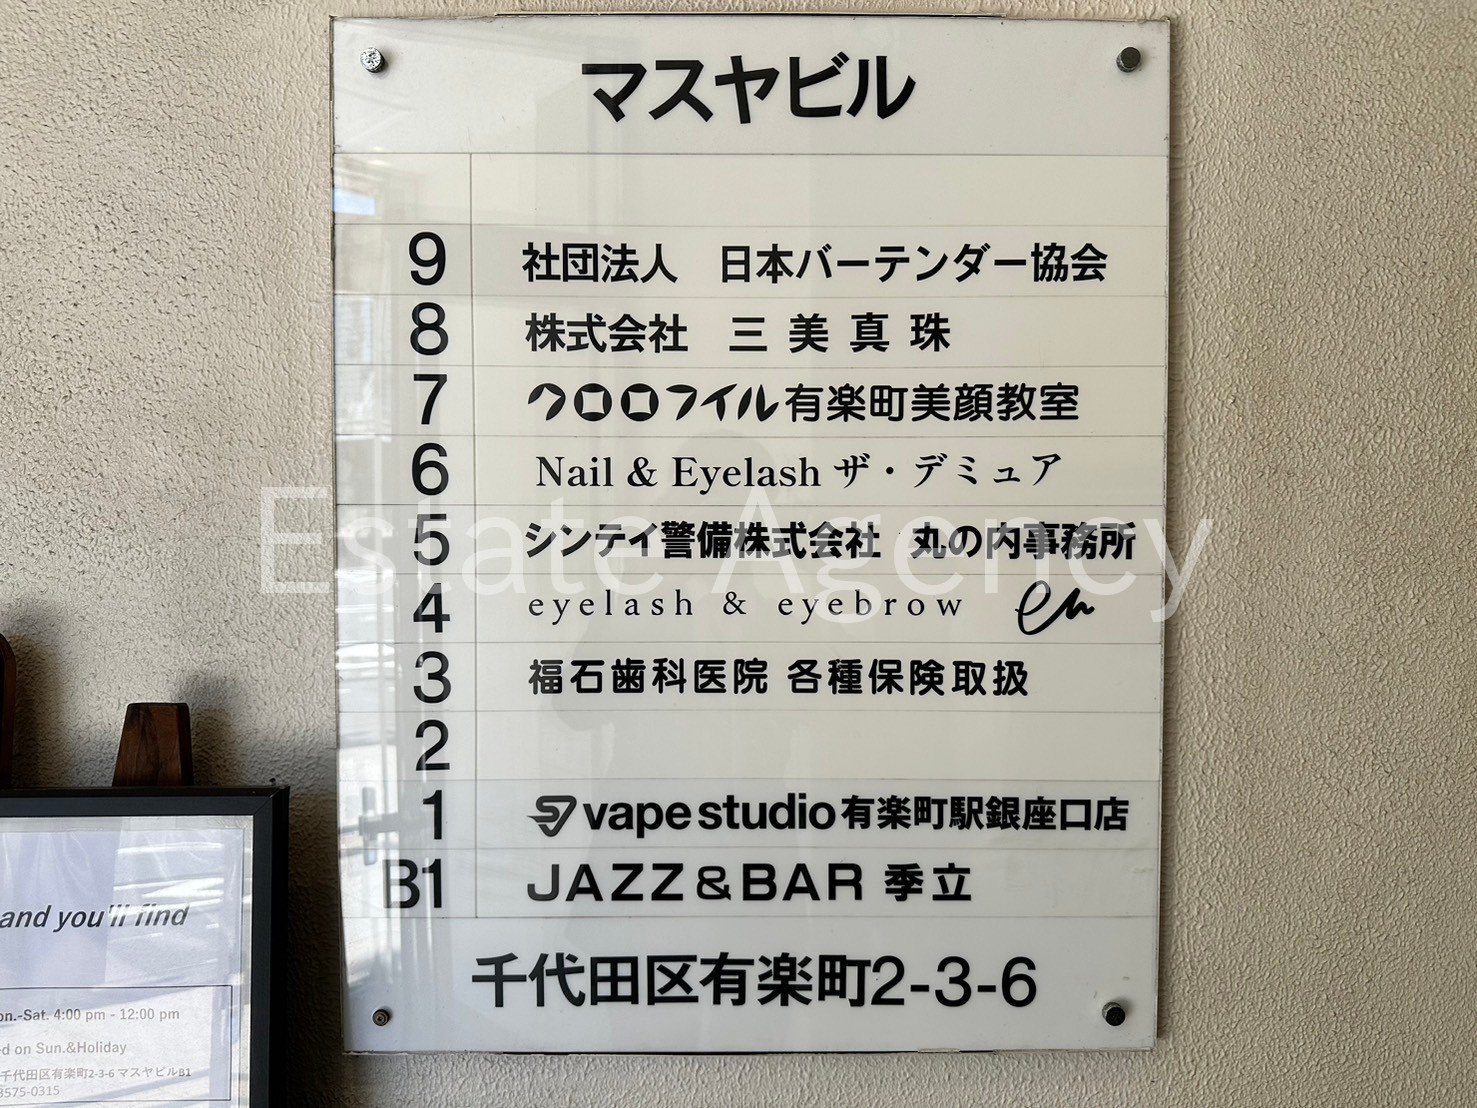 マスヤビル
9 社団法人 日本バーテンダー協会
8 株式会社 三美真珠
7 クロロフイル有楽町美顔教室
6 Nail & Eyelash ザ・デミュア
5 シンテイ警備株式会社 丸の内事務所
4 eyelash & eyebrow en
3 福石歯科医院 各種保険取扱
2
1 vape studio 有楽町駅銀座口店
B1 JAZZ&BAR 季立
千代田区有楽町2-3-6
Estate Agency
and you'll find
on.-Sat. 4:00 pm - 12:00 pm
d on Sun.&Holiday
千代田区有楽町2-3-6 マスヤビルB1
3575-0315